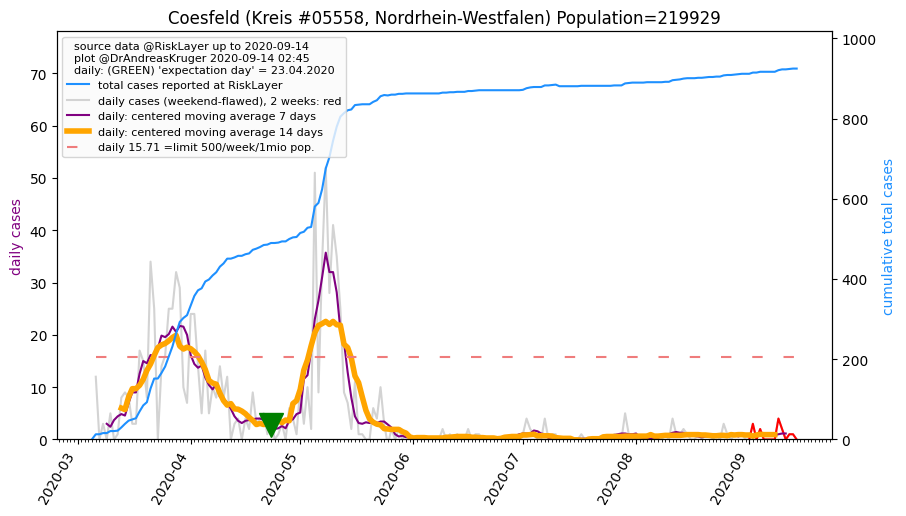 Coesfeld (Kreis #05558, Nordrhein-Westfalen) Population=219929
source data @RiskLayer up to 2020-09-14
plot @DrAndreasKruger 2020-09-14 02:45
daily: (GREEN) 'expectation day' = 23.04.2020
total cases reported at RiskLayer
daily cases (weekend-flawed), 2 weeks: red
daily: centered moving average 7 days
daily: centered moving average 14 days
daily 15.71 =limit 500/week/1mio pop.
daily cases
70
60
50
40
30
20
10
0
cumulative total cases
1000
800
600
400
200
0
2020-03
2020-04
2020-05
2020-06
2020-07
2020-08
2020-09